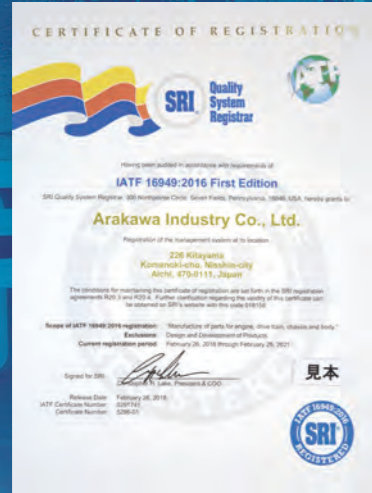 CERTIFICATE OF REGISTRATION
IATF
SRI Quality
System
Registrar
Having been audited in accordance with requirements of
IATF 16949:2016 First Edition
SRI Quality System Registrar, 300 Northpointe Circle, Seven Fields, Pennsylvania, 16046, USA, hereby grants to:
Arakawa Industry Co., Ltd.
Registration of the management system at its location
226 Kitayama
Komenoki-cho, Nisshin-city
Aichi, 470-0111, Japan
The conditions for maintaining this certificate of registration are set forth in the SRI registration
agreements R20.3 and R20.4. Further clarification regarding the validity of this certificate can
be obtained on SRI's website with this code
Scope of IATF 16949:2016 registration: "Manufacture of parts for engine, drive train, chassis and body."
Exclusions: Design and Development of Products
Current registration period: February 26, 2018 through February 25, 2021
Signed for SRI:
Christopher H. Lake, President & COO
見本
Release Date: February 26, 2018
IATF Certificate Number:
Certificate Number:
IATF 16949:2016
SRI
REGISTERED